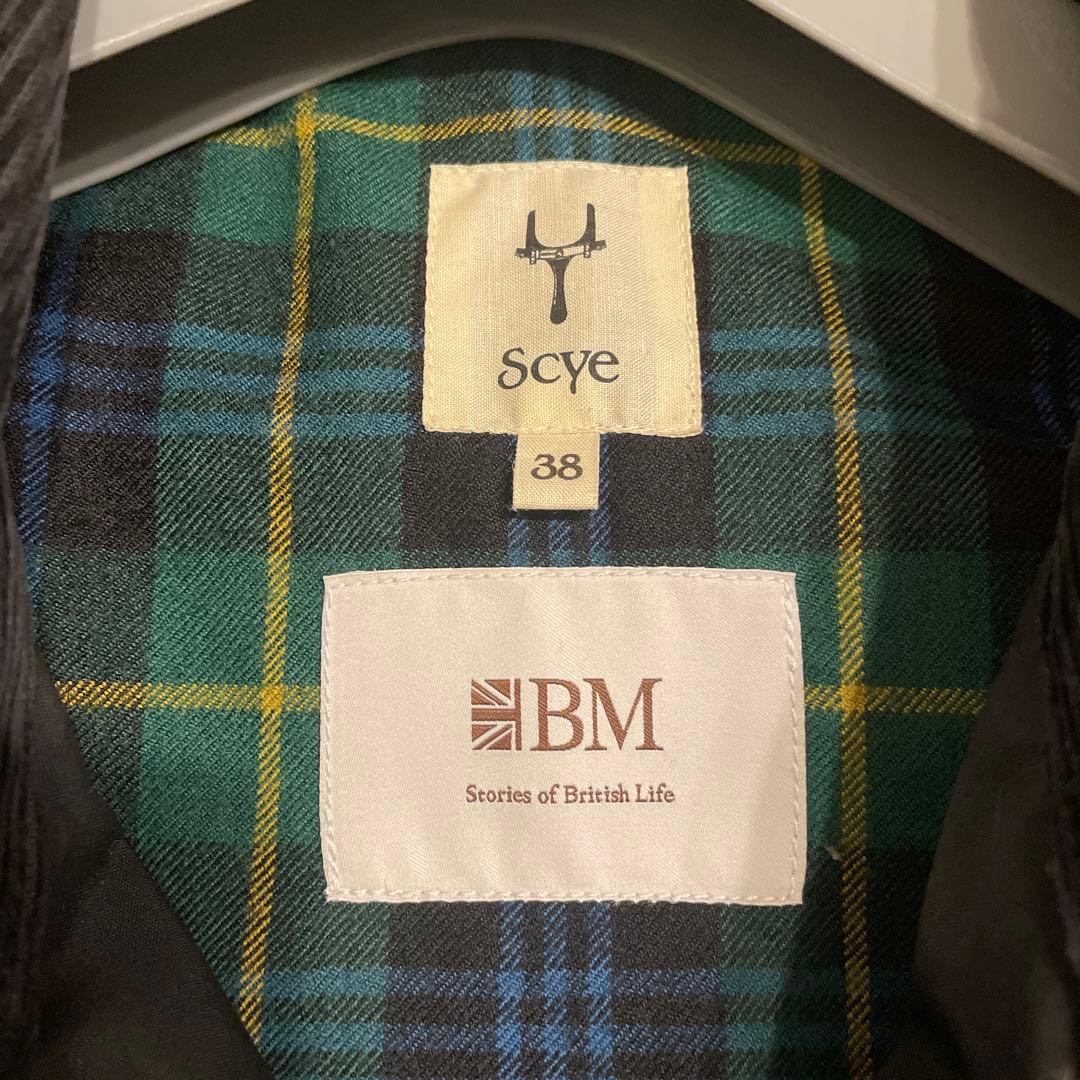 Scye
38
BM
Stories of British Life